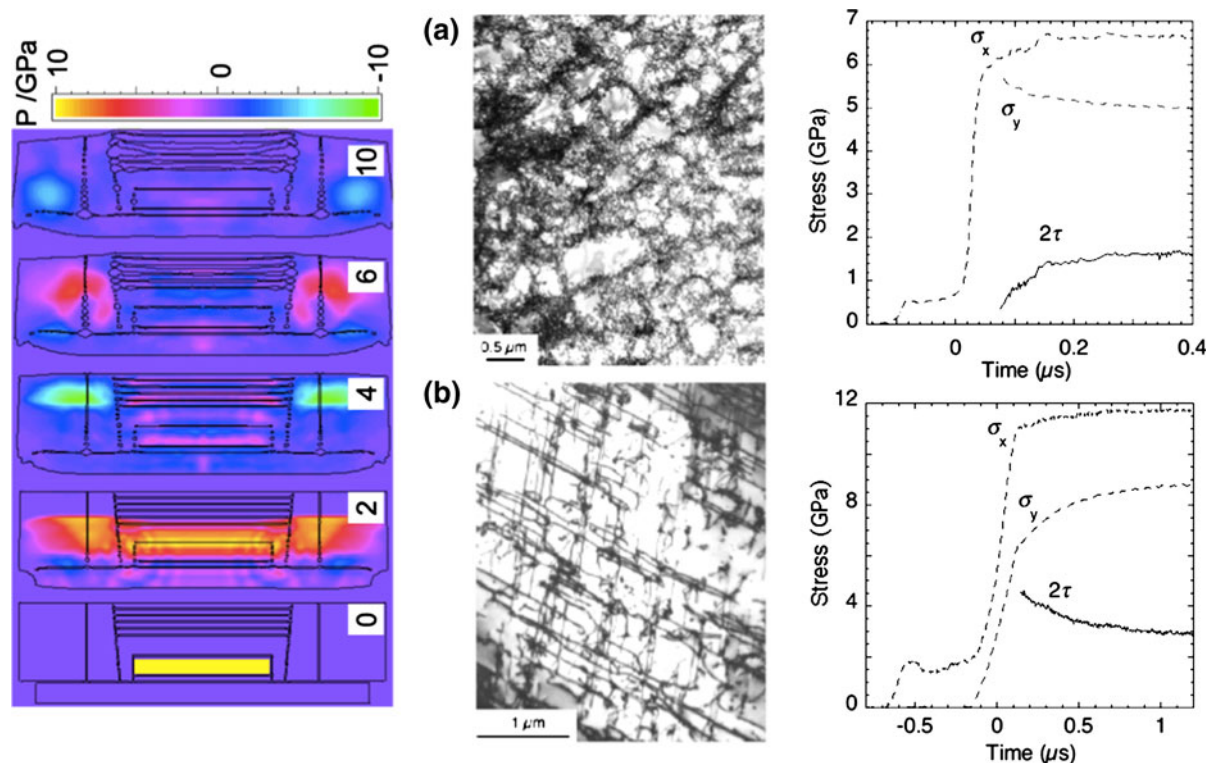 P /GPa
10
0
-10
10
6
4
2
0
(a)
0.5 µm
(b)
1 µm
Stress (GPa)
7
6
5
4
3
2
1
0
σx
σy
2τ
0
0.2
0.4
Time (µs)
Stress (GPa)
12
8
4
0
σx
σy
2τ
-0.5
0
0.5
1
Time (µs)